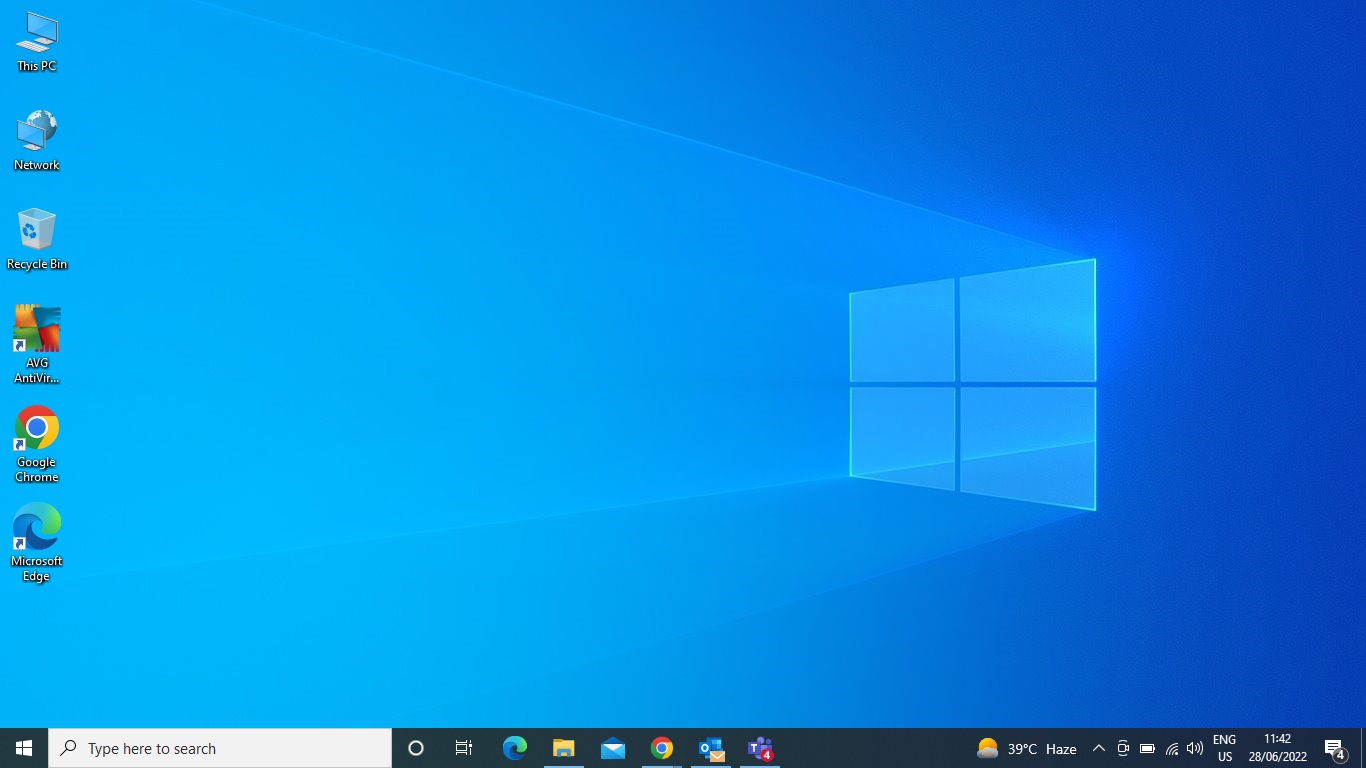 This PC
Network
Recycle Bin
AVG
AntiVir...
Google
Chrome
Microsoft
Edge
Type here to search
4
39°C Haze
ENG
US
11:42
28/06/2022
4